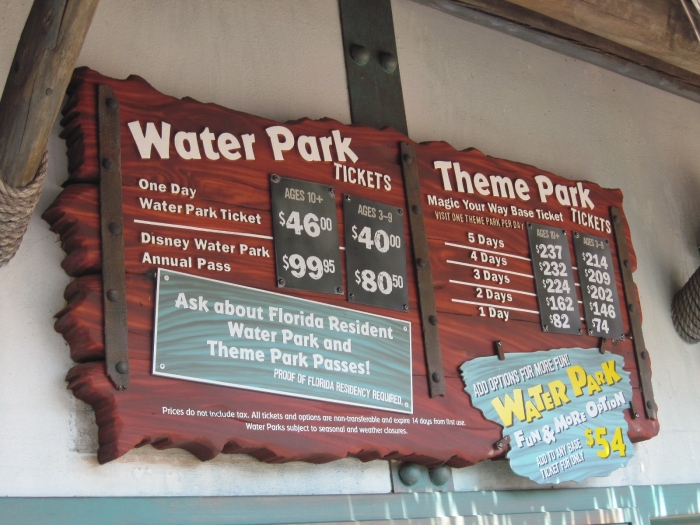 Water Park
TICKETS
AGES 10+
AGES 3-9
One Day
Water Park Ticket
$46.00
$40.00
Disney Water Park
Annual Pass
$99.95
$80.50
Ask about Florida Resident
Water Park and
Theme Park Passes!
PROOF OF FLORIDA RESIDENCY REQUIRED.
Theme Park
TICKETS
Magic Your Way Base Ticket
VISIT ONE THEME PARK PER DAY
AGES 10+
AGES 3-9
5 Days $237 $214
4 Days $232 $209
3 Days $224 $202
2 Days $162 $146
1 Day $82 $74
ADD OPTIONS FOR MORE FUN!
WATER PARK
FUN & MORE OPTION
ADD TO ANY BASE
TICKET FOR ONLY
$54
Prices do not include tax. All tickets and options are non-transferable and expire 14 days from first use.
Water Parks subject to seasonal and weather closures.